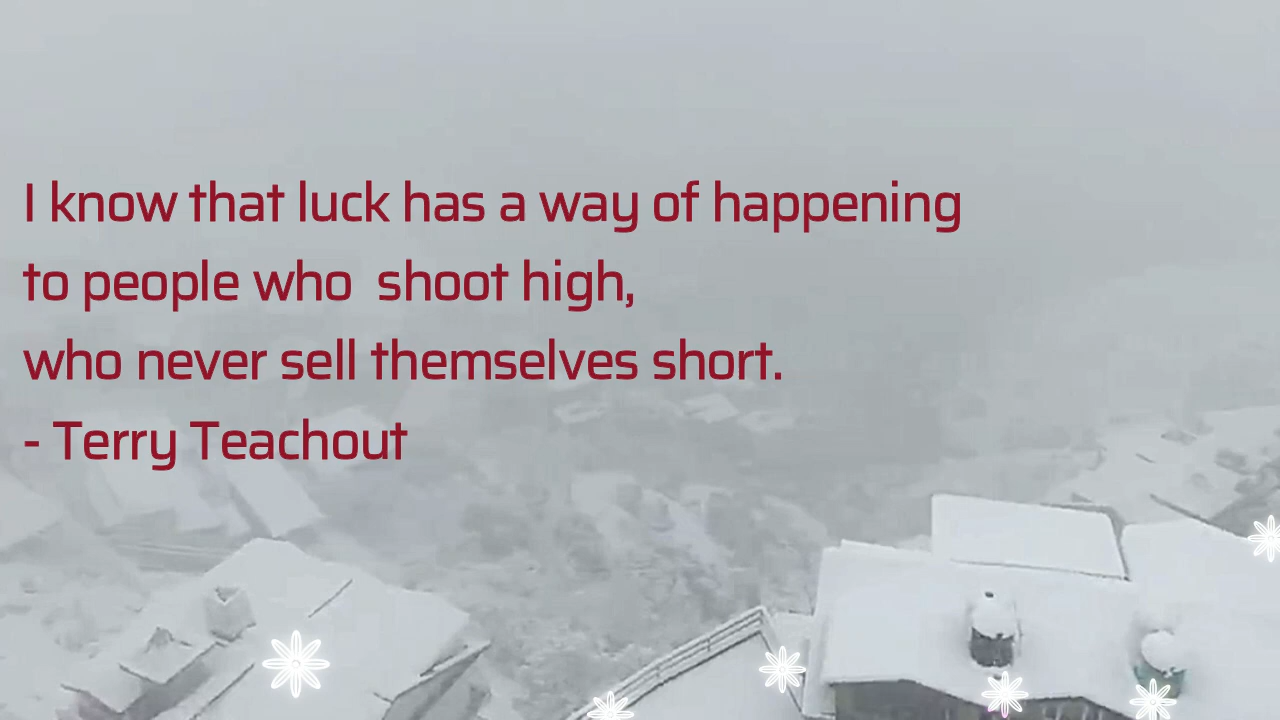 I know that luck has a way of happening
to people who  shoot high,
who never sell themselves short.
- Terry Teachout